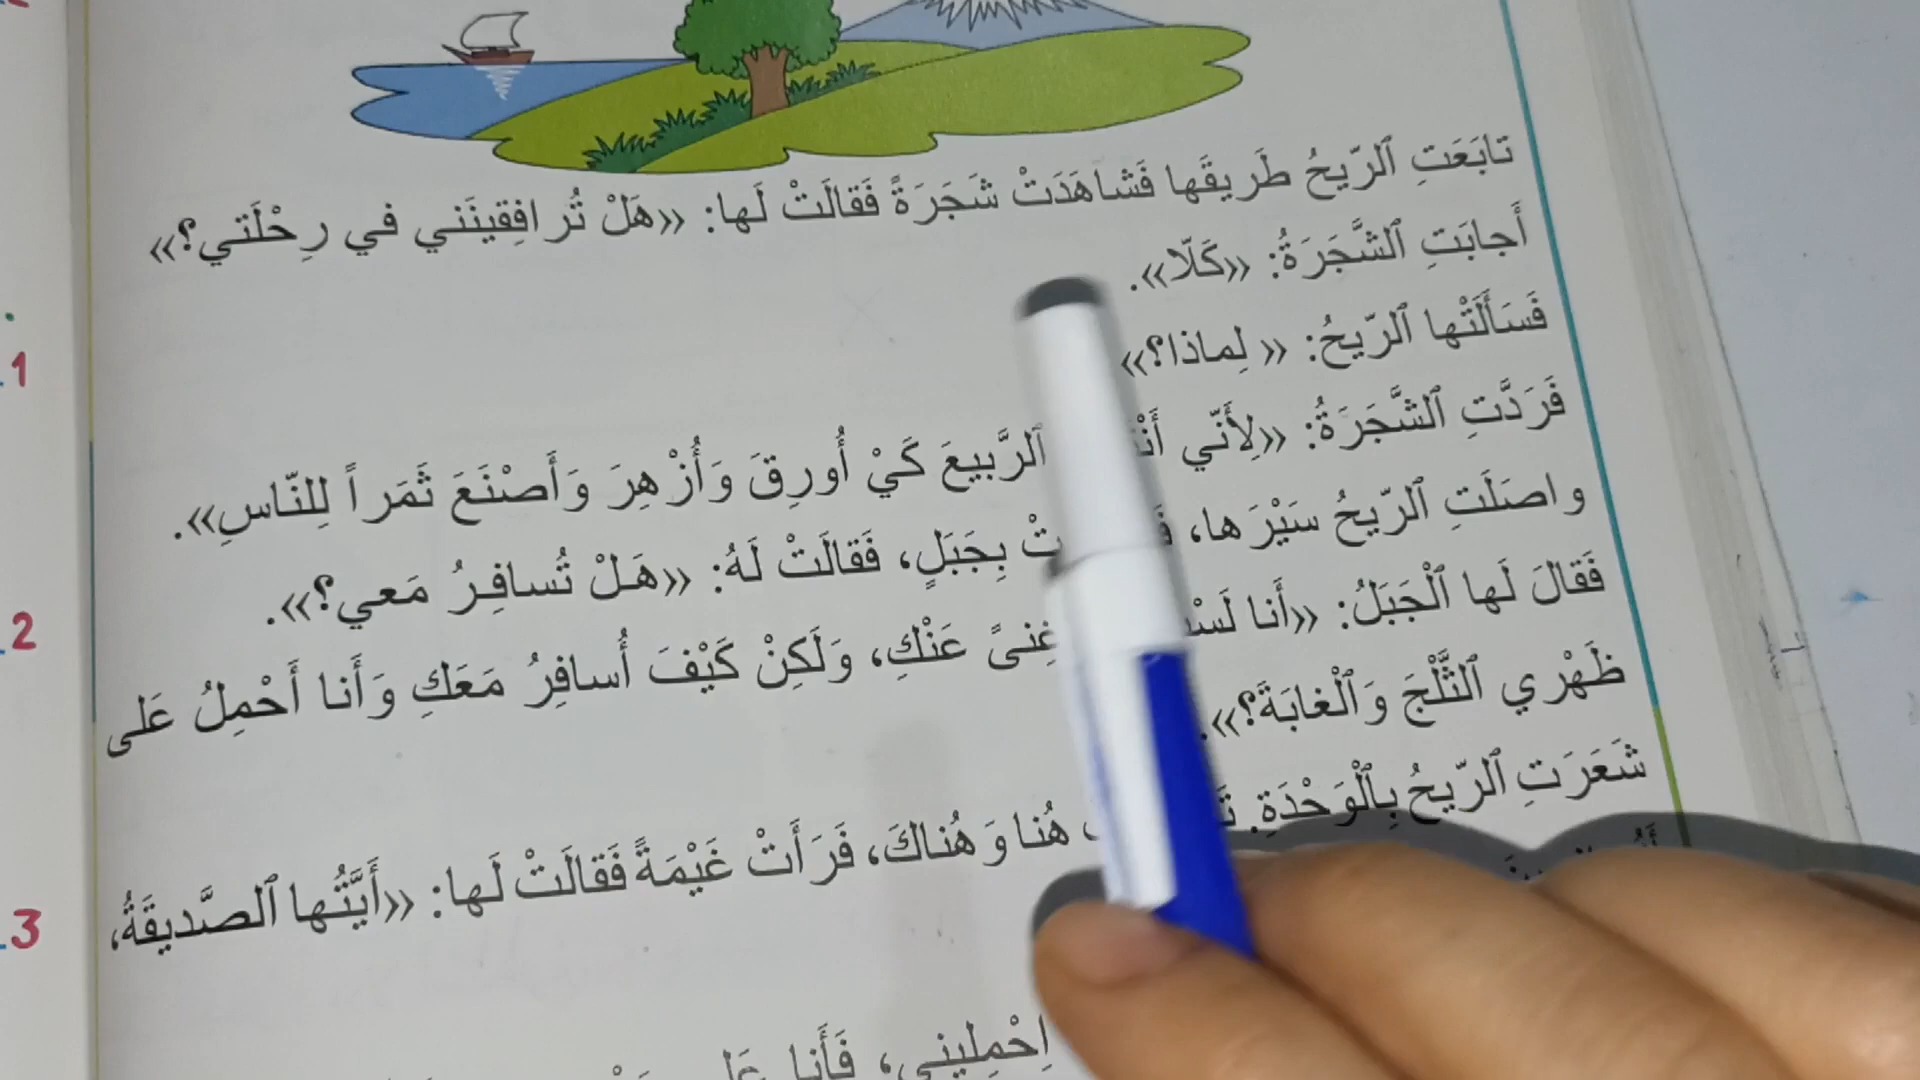 تابَعَتِ ٱلرّيحُ طَريقَها فَشاهَدَتْ شَجَرَةً فَقالَتْ لَها: «هَلْ تُرافِقينَني في رِحْلَتي؟»
أَجابَتِ ٱلشَّجَرَةُ: «كَلّا».
فَسَأَلَتْها ٱلرّيحُ: « لِماذا؟»
فَرَدَّتِ ٱلشَّجَرَةُ: «لِأَنّي ٱلرَّبيعَ كَيْ أُورِقَ وَأُزْهِرَ وَأَصْنَعَ ثَمَراً لِلنّاسِ».
واصَلَتِ ٱلرّيحُ سَيْرَها، بِجَبَلٍ، فَقالَتْ لَهُ: «هَلْ تُسافِرُ مَعي؟».
فَقالَ لَها ٱلْجَبَلُ: «أَنا غِنىً عَنْكِ، وَلَكِنْ كَيْفَ أُسافِرُ مَعَكِ وَأَنا أَحْمِلُ عَلى
ظَهْري ٱلثَّلْجَ وَٱلْغابَةَ؟».
شَعَرَتِ ٱلرّيحُ بِٱلْوَحْدَةِ. هُنا وَهُناكَ، فَرَأَتْ غَيْمَةً فَقالَتْ لَها: «أَيَّتُها ٱلصَّديقَةُ،
اِحْمِليني، فَأَنا
1
2
3